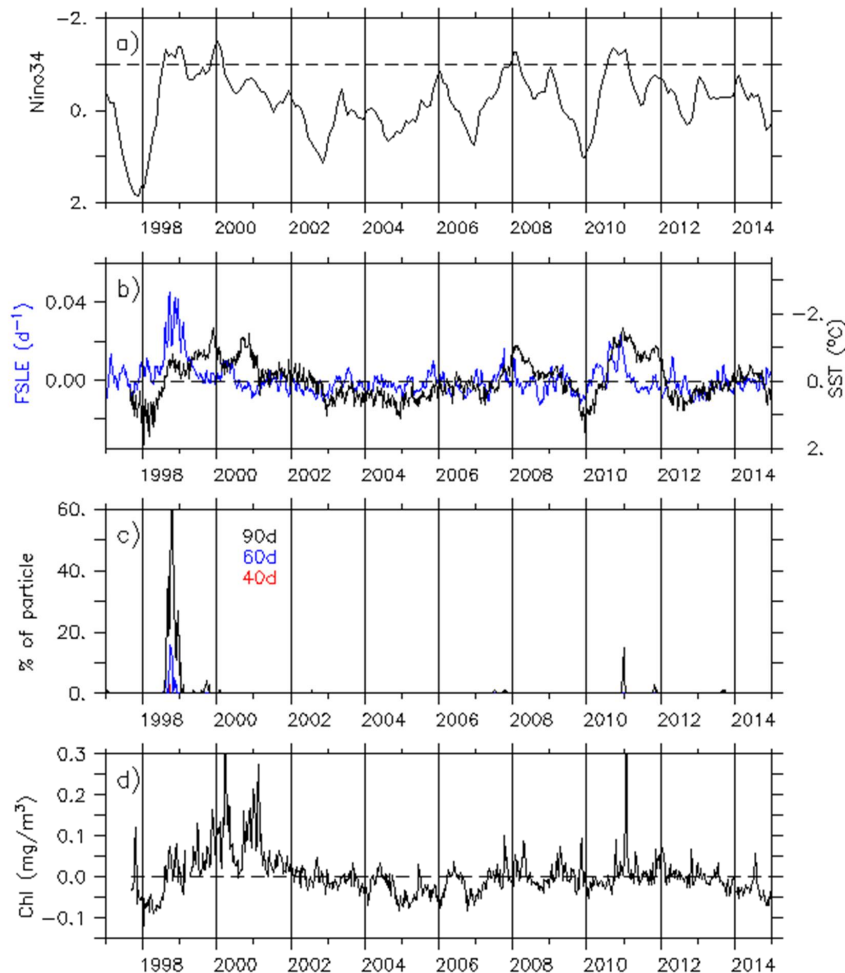 a)
Nino34
-2.
0.
2.
1998 2000 2002 2004 2006 2008 2010 2012 2014
b)
FSLE (d⁻¹)
0.04
0.00
SST (°C)
-2.
0.
2.
1998 2000 2002 2004 2006 2008 2010 2012 2014
c)
% of particle
60.
40.
20.
0.
90d
60d
40d
1998 2000 2002 2004 2006 2008 2010 2012 2014
d)
Chl (mg/m³)
0.3
0.2
0.1
0.0
-0.1
1998 2000 2002 2004 2006 2008 2010 2012 2014